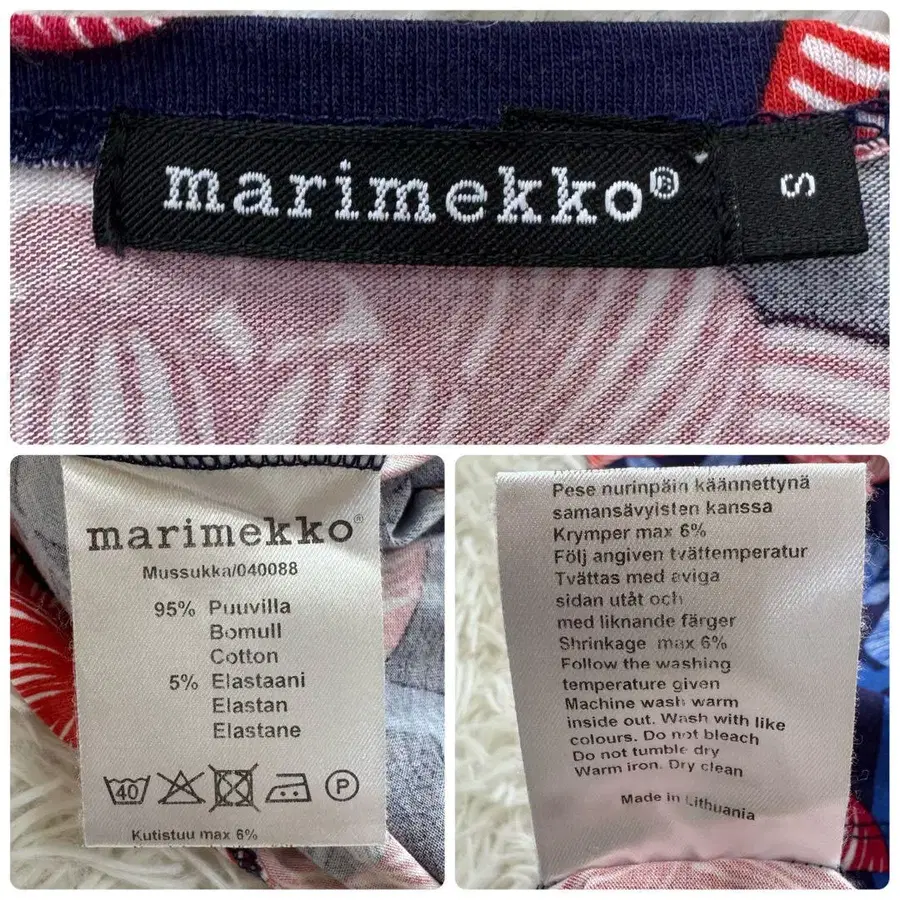 marimekko®
S
marimekko®
Mussukka/040088
95% Puuvilla
Bomull
Cotton
5% Elastaani
Elastan
Elastane
40
P
Kutistuu max 6%
Pese nurinpäin käännettynä
samansävyisten kanssa
Krymper max 6%
Följ angiven tvättemperatur
Tvättas med aviga
sidan utåt och
med liknande färger
Shrinkage max 6%
Follow the washing
temperature given
Machine wash warm
inside out. Wash with like
colours. Do not bleach
Do not tumble dry
Warm iron. Dry clean
Made in Lithuania